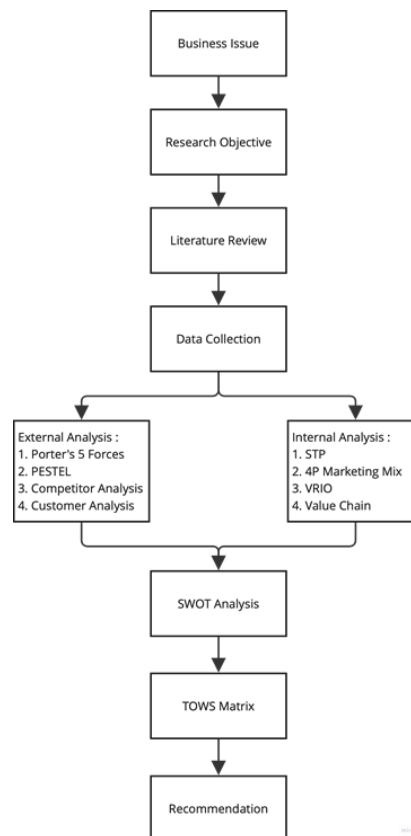 Business Issue
Research Objective
Literature Review
Data Collection
External Analysis :
1. Porter's 5 Forces
2. PESTEL
3. Competitor Analysis
4. Customer Analysis
Internal Analysis :
1. STP
2. 4P Marketing Mix
3. VRIO
4. Value Chain
SWOT Analysis
TOWS Matrix
Recommendation